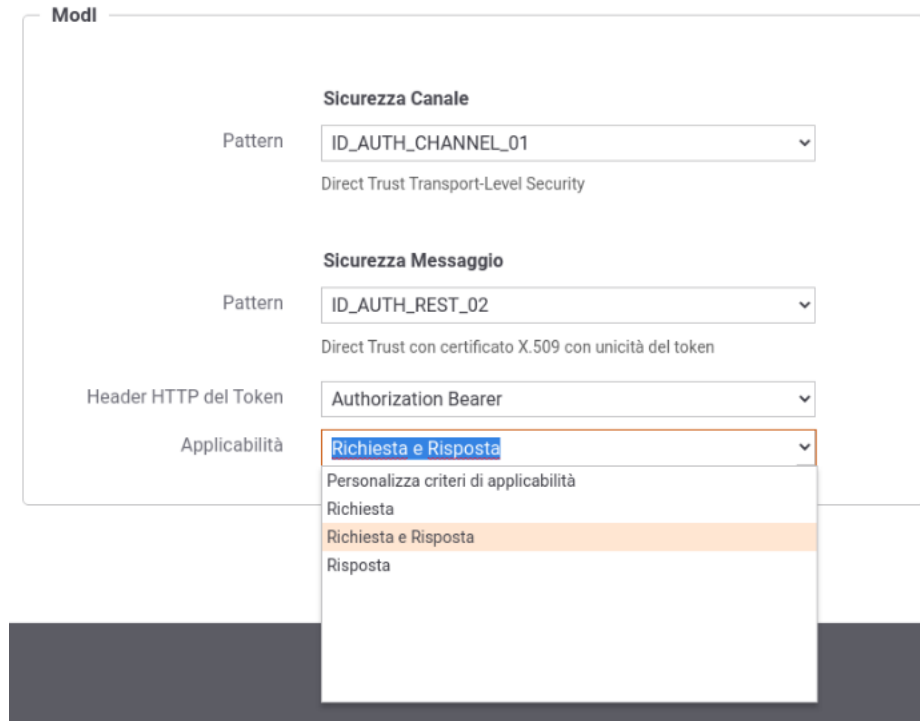 ModI
Sicurezza Canale
Pattern
ID_AUTH_CHANNEL_01
Direct Trust Transport-Level Security
Sicurezza Messaggio
Pattern
ID_AUTH_REST_02
Direct Trust con certificato X.509 con unicità del token
Header HTTP del Token
Authorization Bearer
Applicabilità
Richiesta e Risposta
Personalizza criteri di applicabilità
Richiesta
Richiesta e Risposta
Risposta